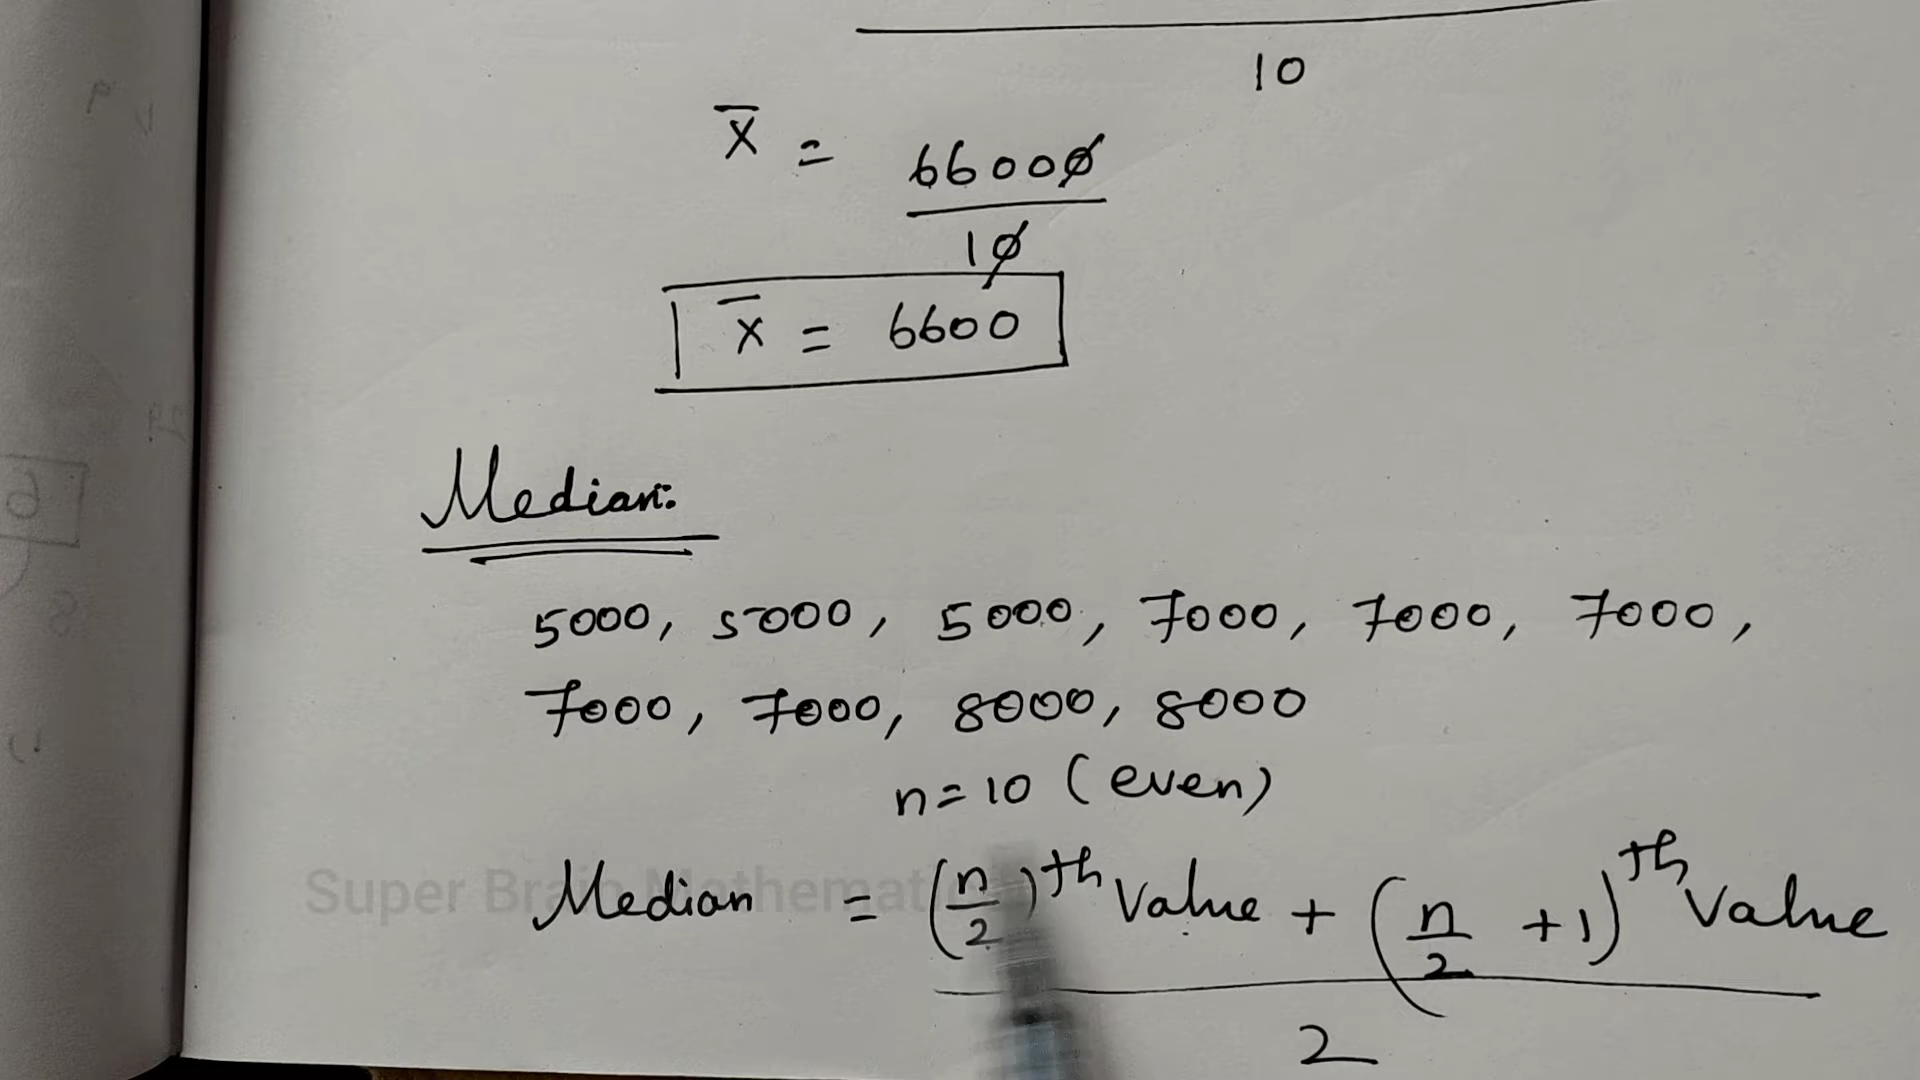 10
x̄ = 66000
10
x̄ = 6600
Median:
5000, 5000, 5000, 7000, 7000, 7000,
7000, 7000, 8000, 8000
n=10 (even)
Median = (n/2)th Value + (n/2 +1)th Value
2
Super Brain Mathematics